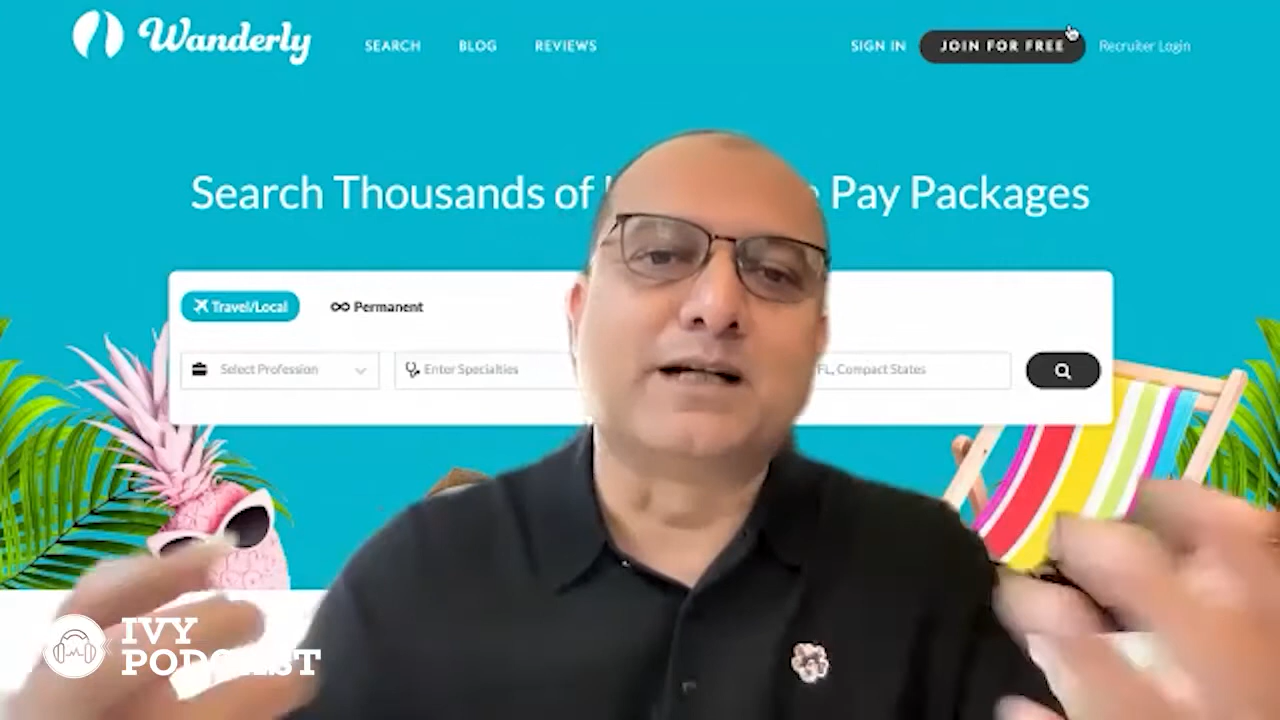 Wanderly
SEARCH BLOG REVIEWS SIGN IN JOIN FOR FREE Recruiter Login
Search Thousands of Pay Packages
Travel/Local Permanent
Select Profession Enter Specialties FL, Compact States
IVY
PODCAST